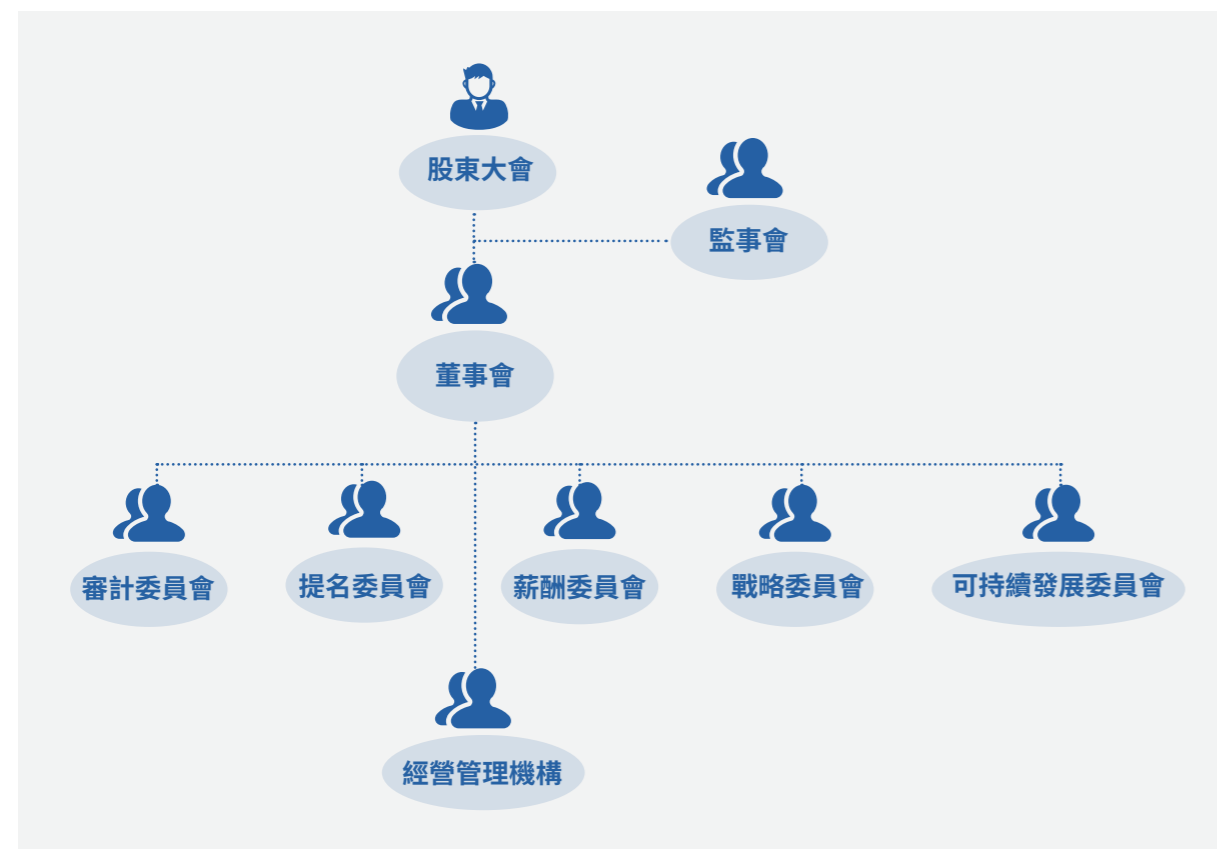 股東大會
監事會
董事會
審計委員會
提名委員會
薪酬委員會
戰略委員會
可持續發展委員會
經營管理機構